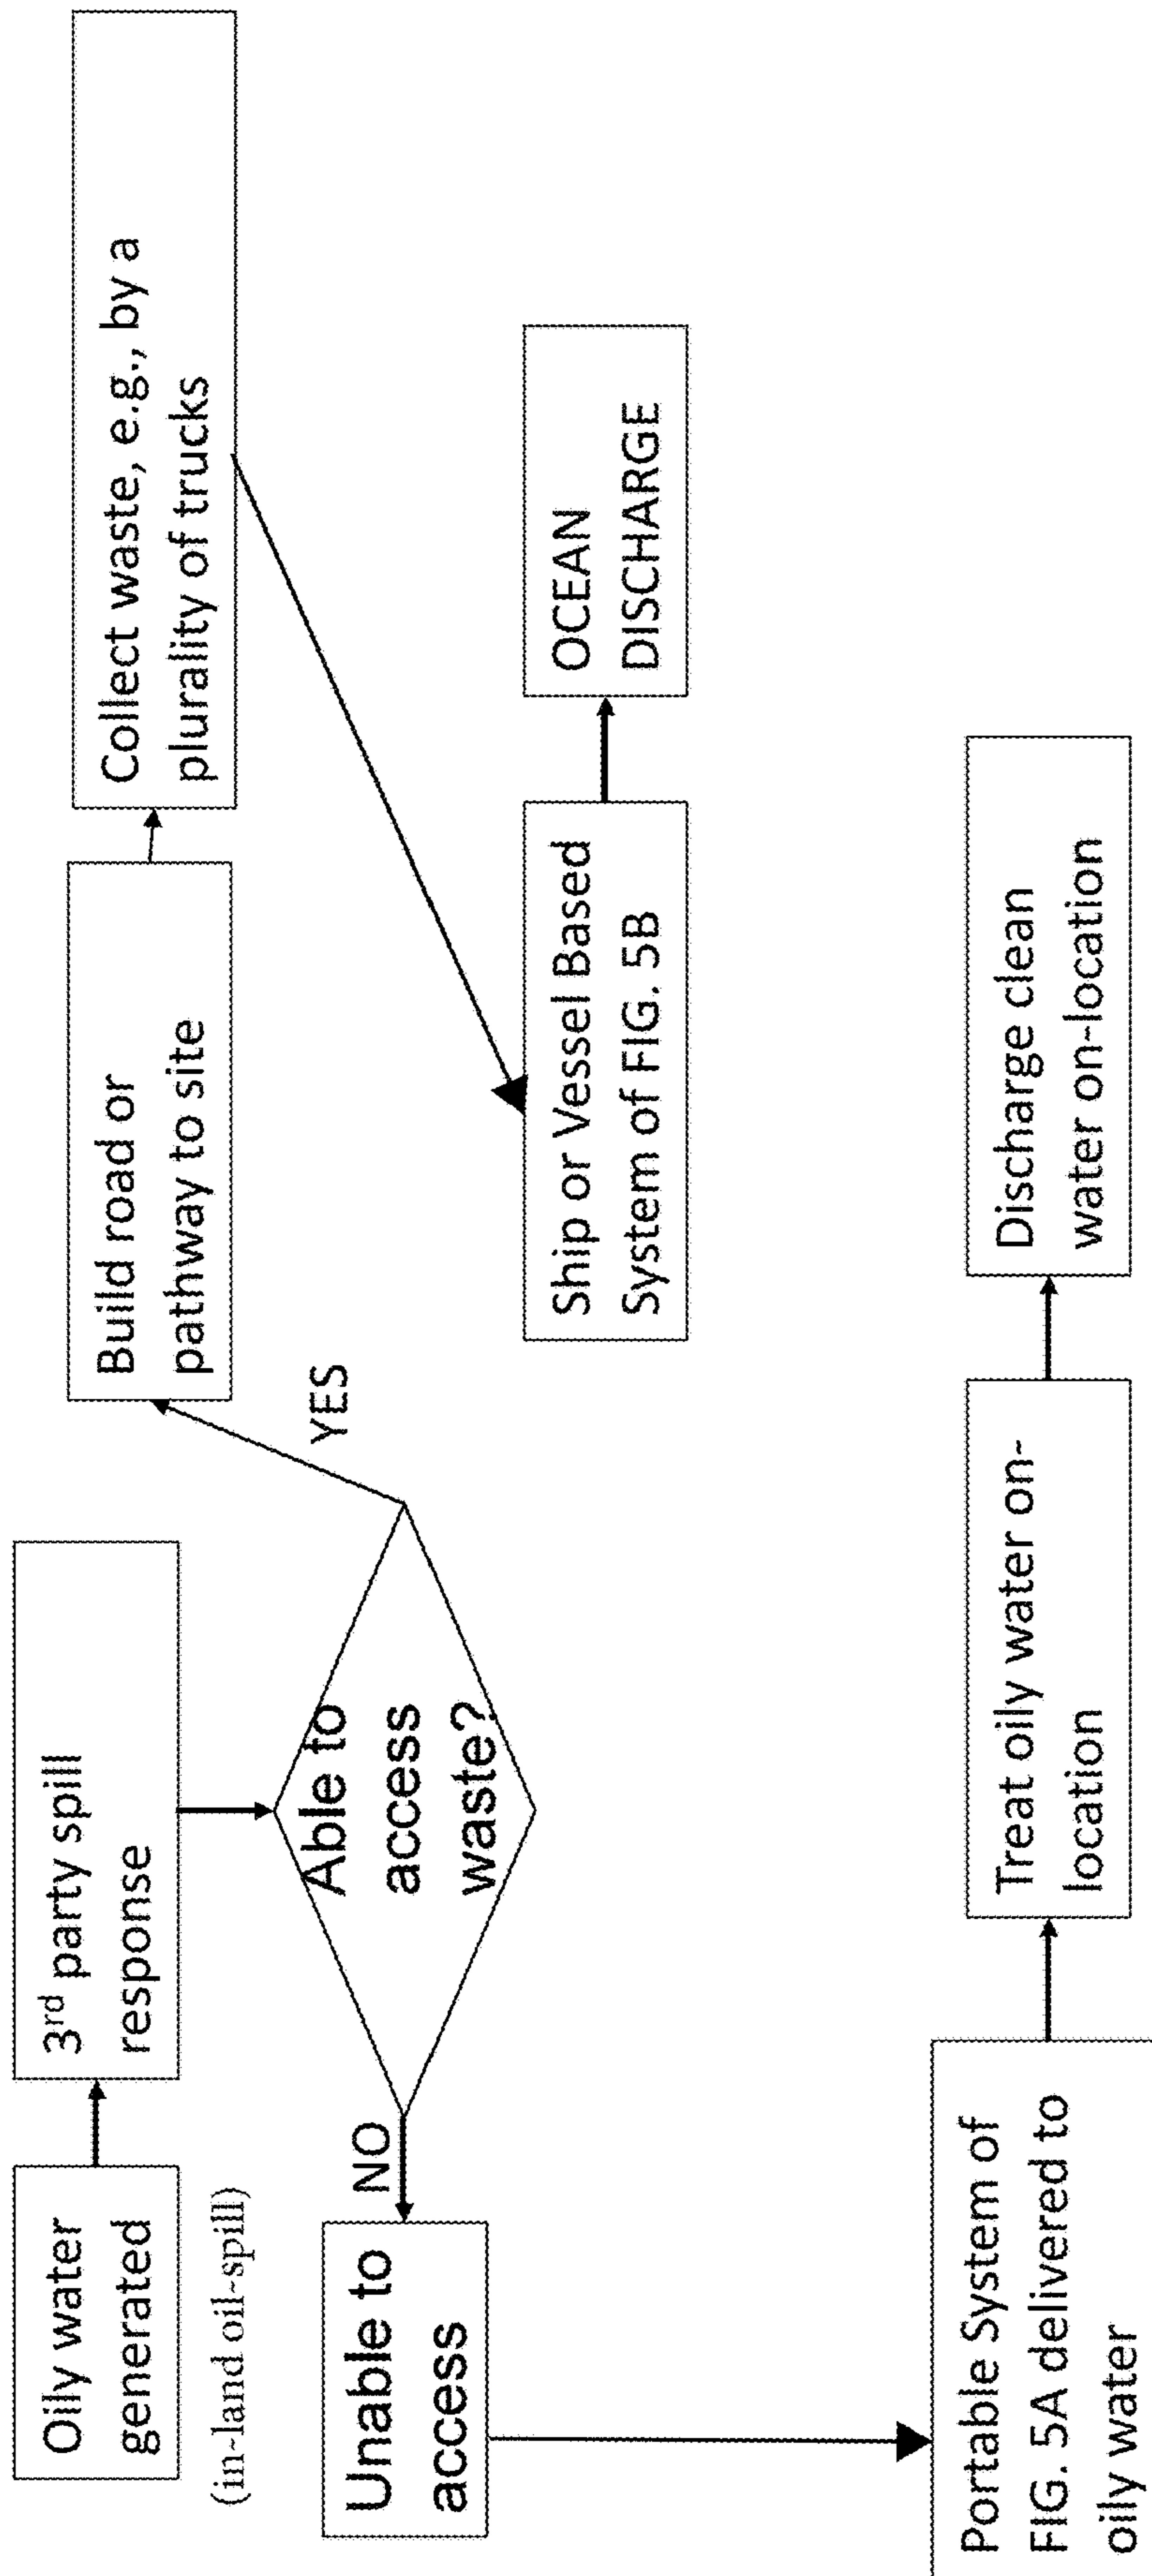 Oily water
generated
(in-land oil-spill)
3rd party spill
response
Able to
access
waste?
YES
Build road or
pathway to site
Collect waste, e.g., by a
plurality of trucks
Ship or Vessel Based
System of FIG. 5B
OCEAN
DISCHARGE
NO
Unable to
access
Portable System of
FIG. 5A delivered to
oily water
Treat oily water on-
location
Discharge clean
water on-location